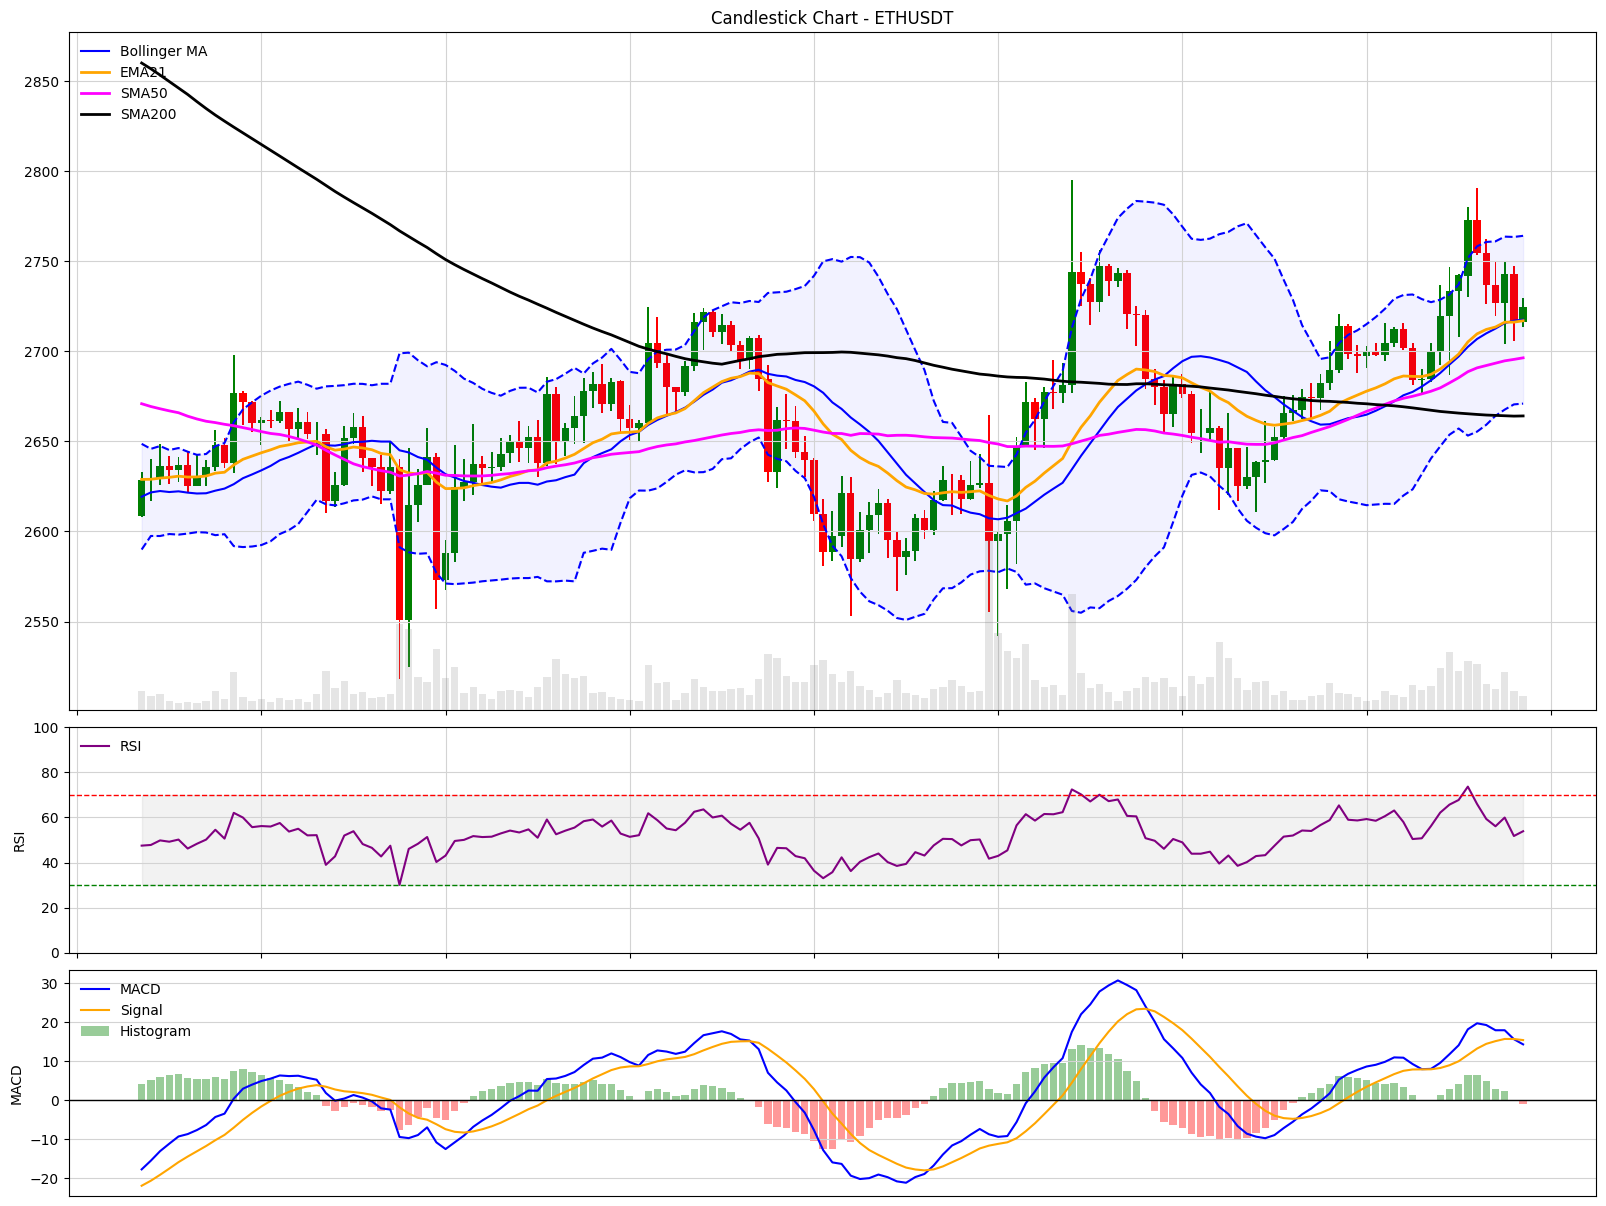 Candlestick Chart - ETHUSDT
Bollinger MA
EMA21
SMA50
SMA200
2850
2800
2750
2700
2650
2600
2550
RSI
100
80
60
40
20
0
RSI
MACD
Signal
Histogram
30
20
10
0
−10
−20
MACD